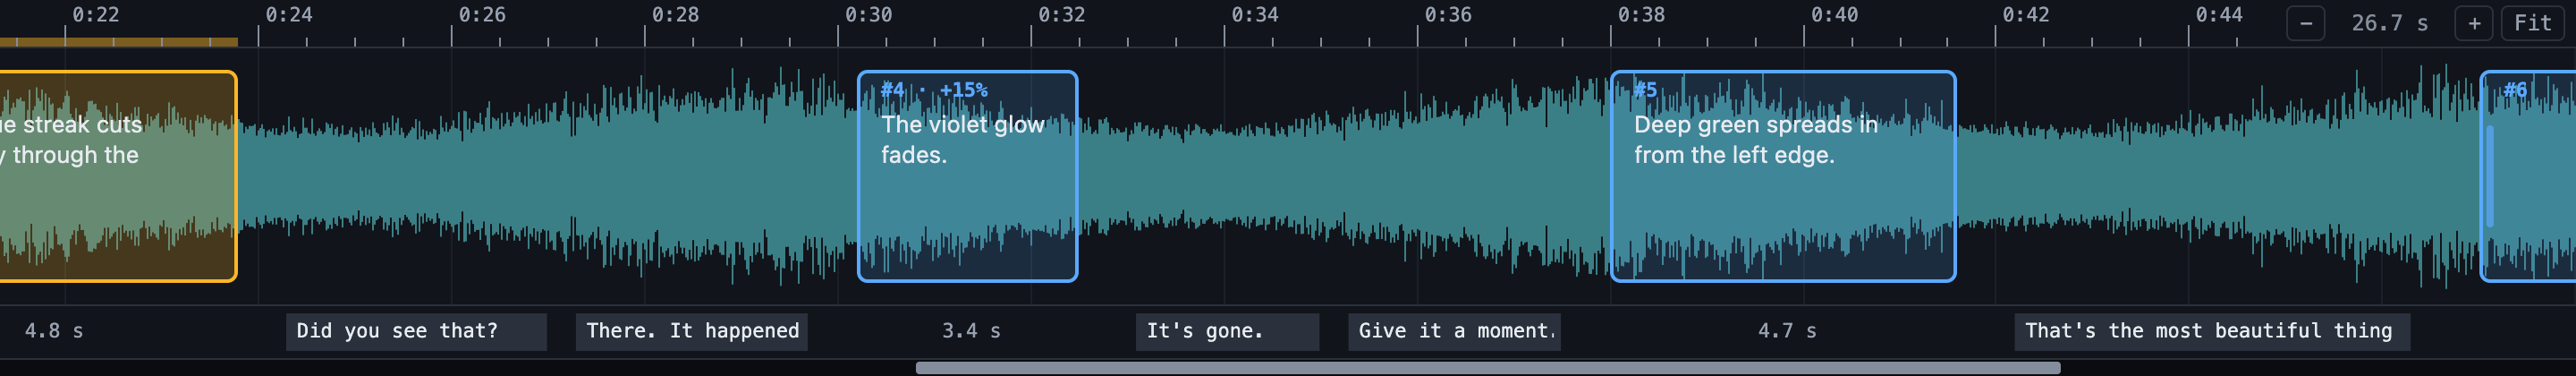 0:22 0:24 0:26 0:28 0:30 0:32 0:34 0:36 0:38 0:40 0:42 0:44 − 26.7 s + Fit
streak cuts
through the
#4 · +15%
The violet glow
fades.
#5
Deep green spreads in
from the left edge.
#6
4.8 s Did you see that? There. It happened 3.4 s It's gone. Give it a moment. 4.7 s That's the most beautiful thing